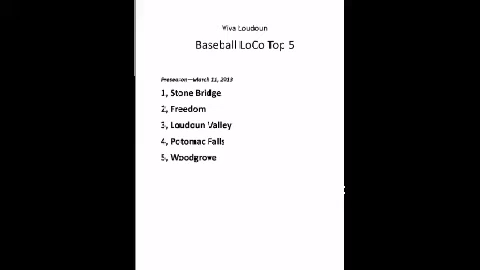 Viva Loudoun
Baseball LoCo Top 5
Preseason—March 11, 2013
1, Stone Bridge
2, Freedom
3, Loudoun Valley
4, Potomac Falls
5, Woodgrove